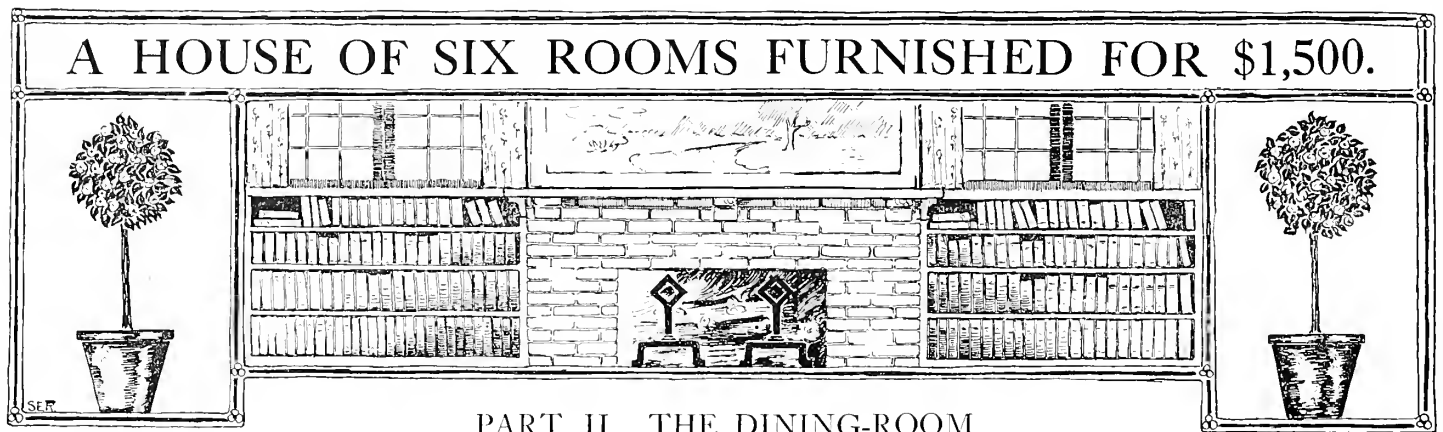 A HOUSE OF SIX ROOMS FURNISHED FOR $1,500.
SER.
PART II THE DINING-ROOM